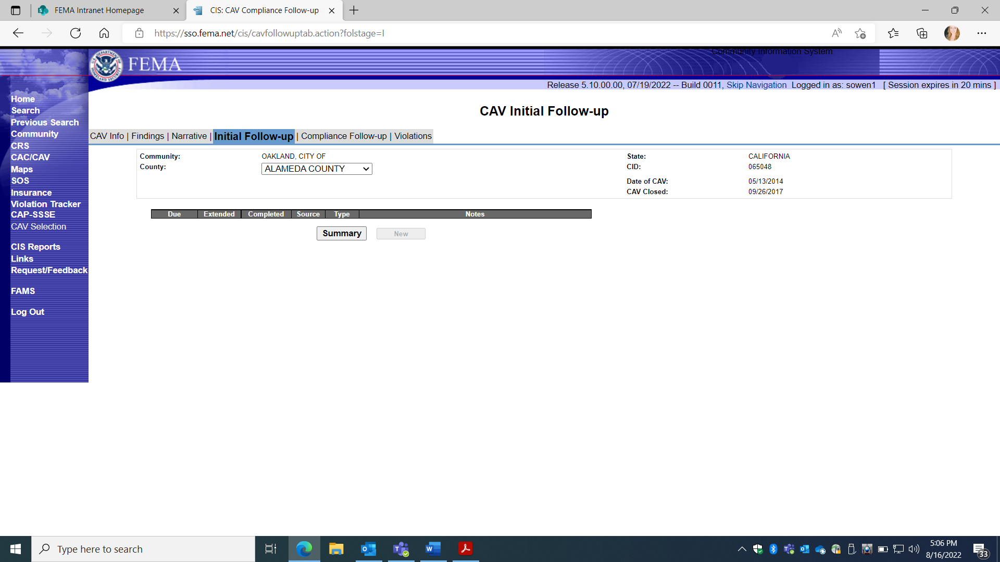 FEMA Intranet Homepage
CIS: CAV Compliance Follow-up
https://sso.fema.net/cis/cavfollowuptab.action?folstage=I
Community Information System
FEMA
Release 5.10.00.00, 07/19/2022 -- Build 0011, Skip Navigation Logged in as: sowen1 [ Session expires in 20 mins ]
Home
Search
Previous Search
Community
CRS
CAC/CAV
Maps
SOS
Insurance
Violation Tracker
CAP-SSSE
CAV Selection
CIS Reports
Links
Request/Feedback
FAMS
Log Out
CAV Initial Follow-up
CAV Info | Findings | Narrative | Initial Follow-up | Compliance Follow-up | Violations
Community: OAKLAND, CITY OF State: CALIFORNIA
County: ALAMEDA COUNTY CID: 065048
Date of CAV: 05/13/2014
CAV Closed: 09/26/2017
Due Extended Completed Source Type Notes
Summary New
Type here to search
5:06 PM
8/16/2022
33